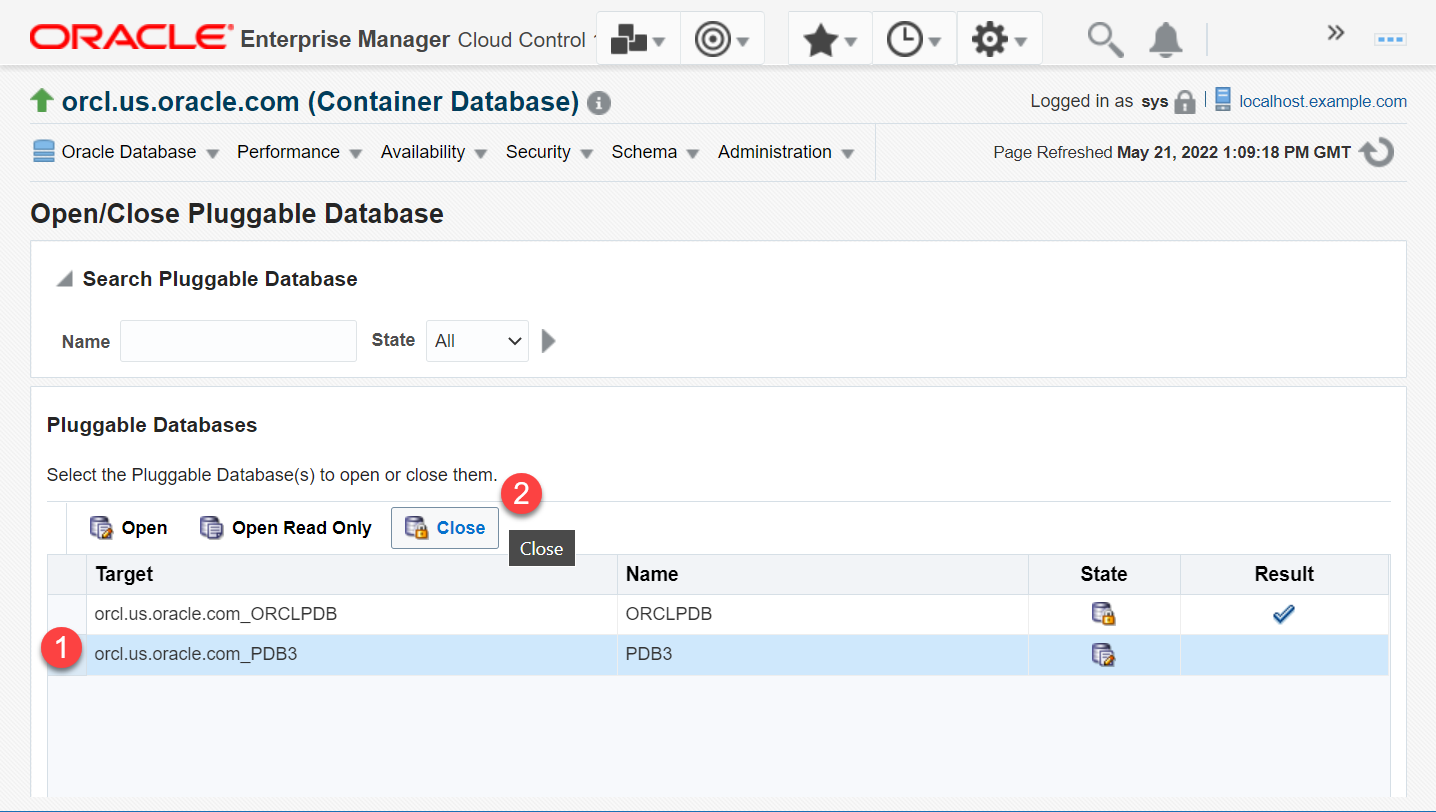 ORACLE Enterprise Manager Cloud Control
orcl.us.oracle.com (Container Database)
Logged in as sys
localhost.example.com
Oracle Database Performance Availability Security Schema Administration
Page Refreshed May 21, 2022 1:09:18 PM GMT
Open/Close Pluggable Database
Search Pluggable Database
Name State All
Pluggable Databases
Select the Pluggable Database(s) to open or close them.
2
Open Open Read Only Close
Close
Target Name State Result
orcl.us.oracle.com_ORCLPDB ORCLPDB
1
orcl.us.oracle.com_PDB3 PDB3